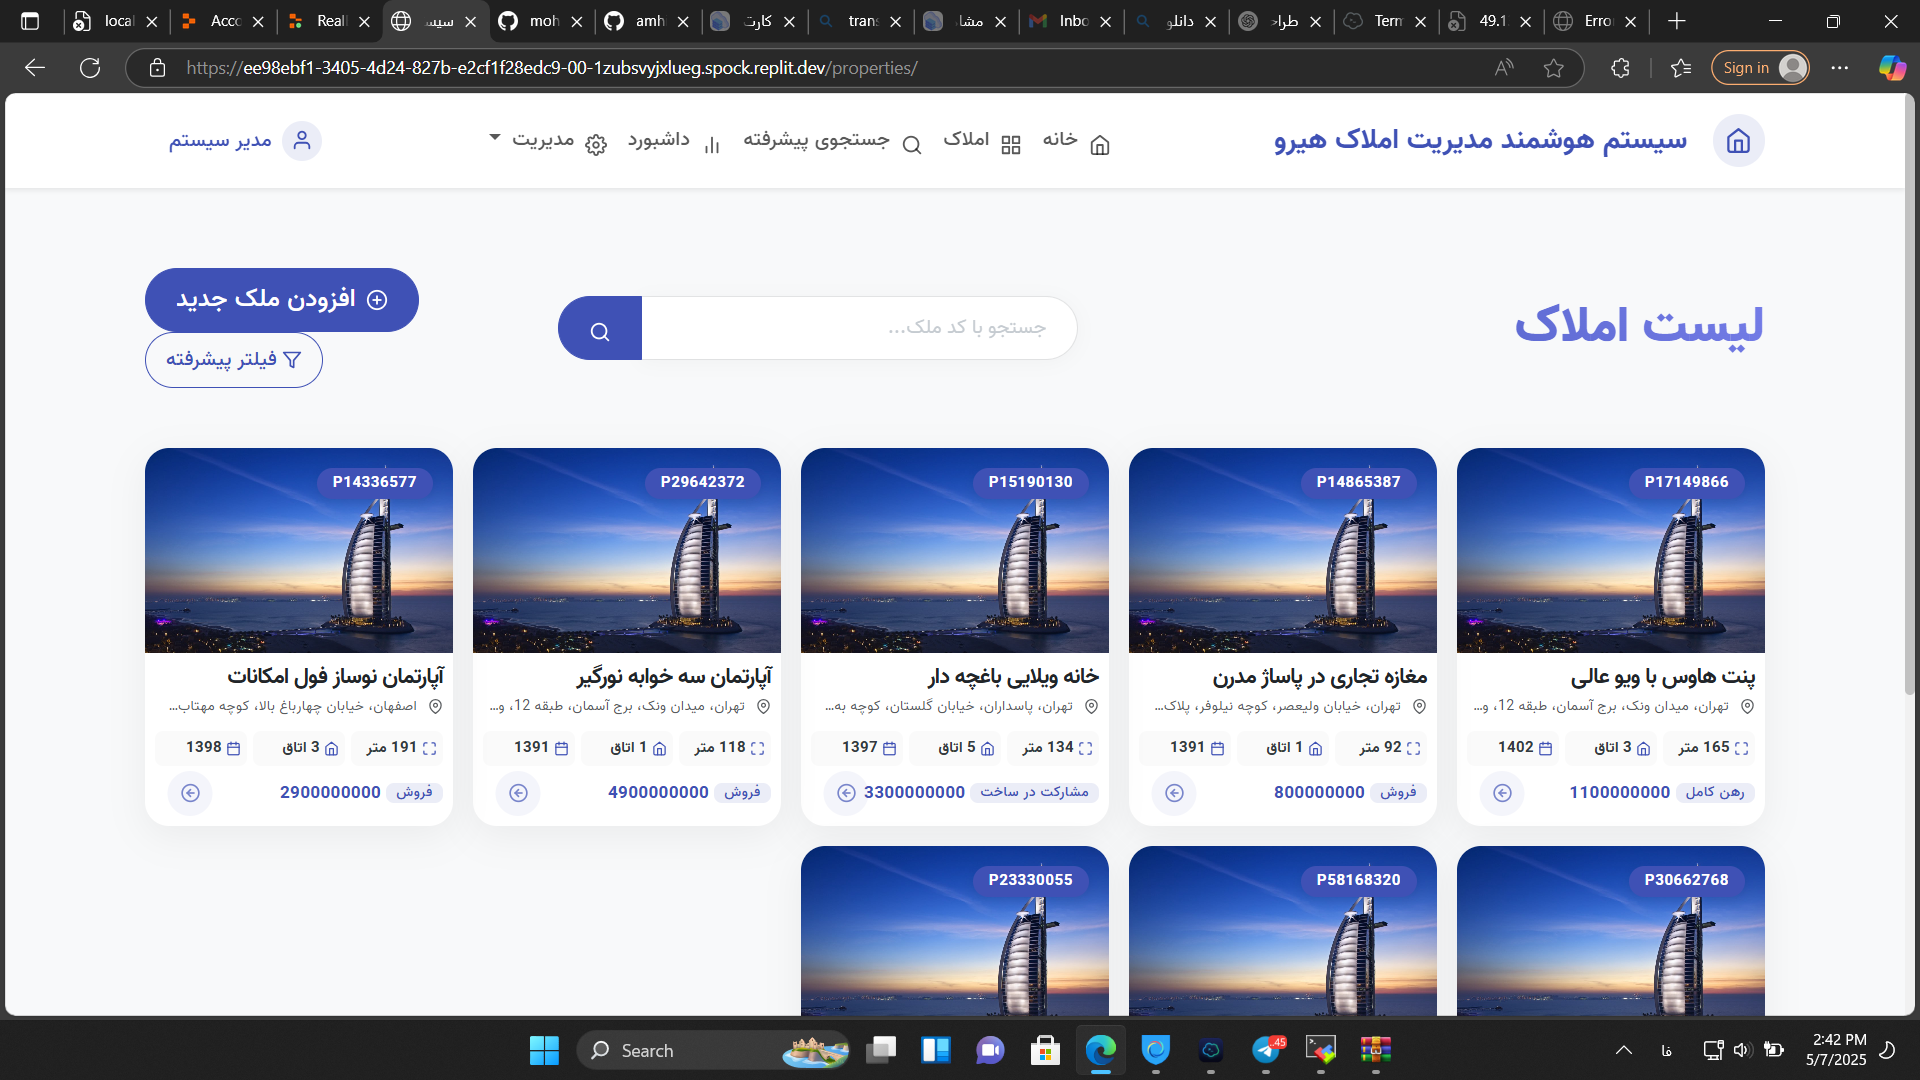 local
Acco
Reall
سیس
moh
amh
کارت
tran
مشا
Inbo
دانلو
طراح
Term
49.1
Erro
https://ee98ebf1-3405-4d24-827b-e2cf1f28edc9-00-1zubsvyjxlueg.spock.replit.dev/properties/
Sign in
سیستم هوشمند مدیریت املاک هیرو
خانه
املاک
جستجوی پیشرفته
داشبورد
مدیریت
مدیر سیستم
لیست املاک
جستجو با کد ملک...
افزودن ملک جدید
فیلتر پیشرفته
P17149866
پنت هاوس با ویو عالی
تهران، میدان ونک، برج آسمان، طبقه 12، و...
165 متر
3 اتاق
1402
رهن کامل 1100000000
P14865387
مغازه تجاری در پاساژ مدرن
تهران، خیابان ولیعصر، کوچه نیلوفر، پلاک...
92 متر
1 اتاق
1391
فروش 800000000
P15190130
خانه ویلایی باغچه دار
تهران، پاسداران، خیابان گلستان، کوچه به...
134 متر
5 اتاق
1397
مشارکت در ساخت 3300000000
P29642372
آپارتمان سه خوابه نورگیر
تهران، میدان ونک، برج آسمان، طبقه 12، و...
118 متر
1 اتاق
1391
فروش 4900000000
P14336577
آپارتمان نوساز فول امکانات
اصفهان، خیابان چهارباغ بالا، کوچه مهتاب...
191 متر
3 اتاق
1398
فروش 2900000000
P30662768
P58168320
P23330055
Search
..45
فا
2:42 PM
5/7/2025